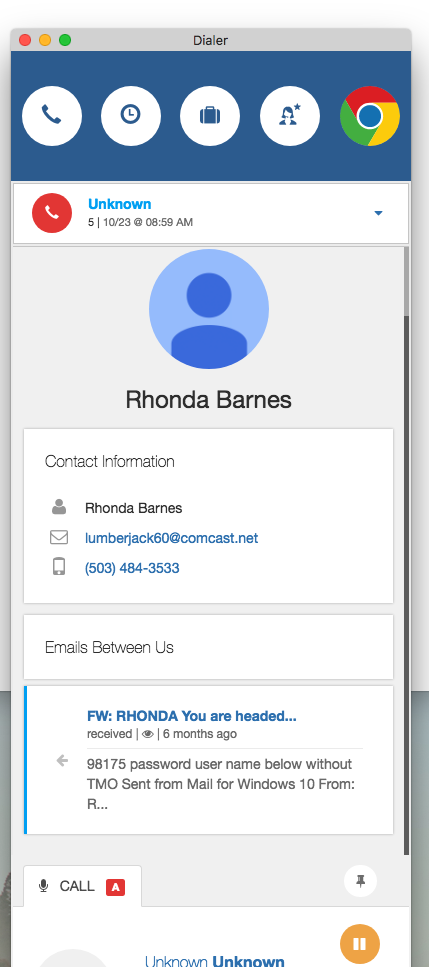 Dialer
Unknown
5 | 10/23 @ 08:59 AM
Rhonda Barnes
Contact Information
Rhonda Barnes
lumberjack60@comcast.net
(503) 484-3533
Emails Between Us
FW: RHONDA You are headed...
received | | 6 months ago
98175 password user name below without
TMO Sent from Mail for Windows 10 From:
R...
CALL A
Unknown Unknown